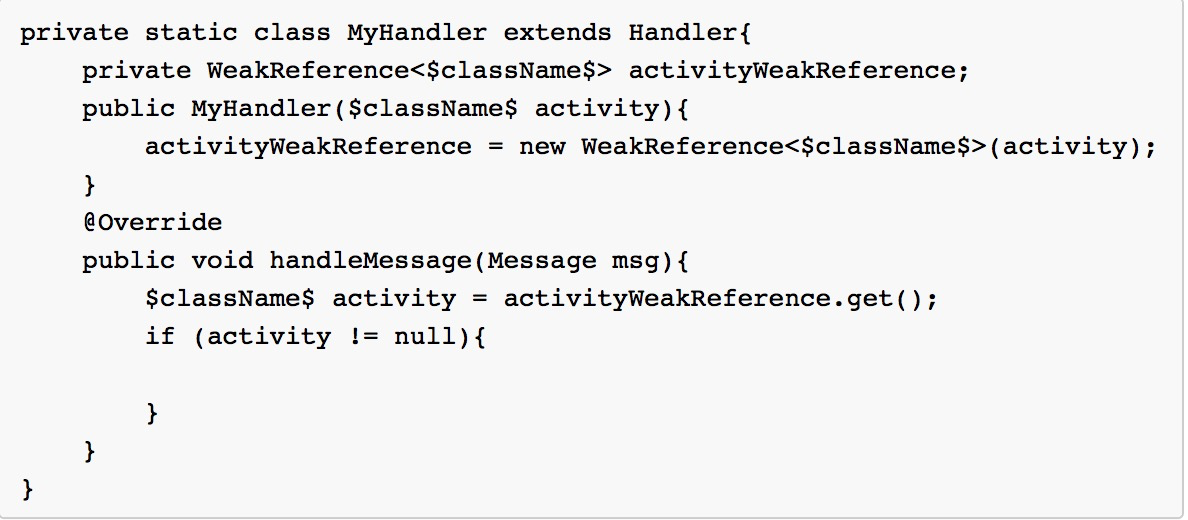 private static class MyHandler extends Handler{
    private WeakReference<$className$> activityWeakReference;
    public MyHandler($className$ activity){
        activityWeakReference = new WeakReference<$className$>(activity);
    }
    @Override
    public void handleMessage(Message msg){
        $className$ activity = activityWeakReference.get();
        if (activity != null){

        }
    }
}